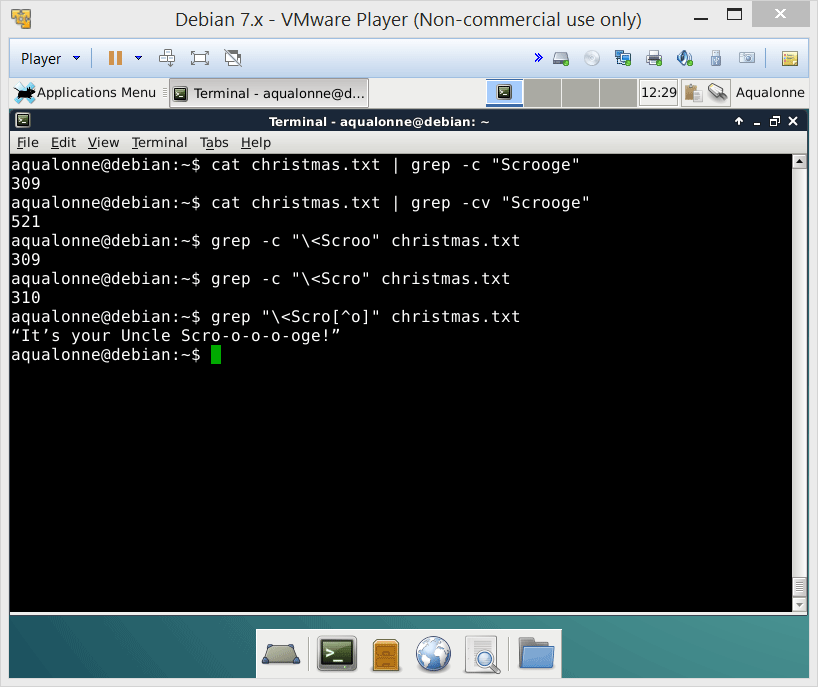 Debian 7.x - VMware Player (Non-commercial use only)
Player
Applications Menu
Terminal - aqualonne@d...
12:29
Aqualonne
Terminal - aqualonne@debian: ~
File Edit View Terminal Tabs Help
aqualonne@debian:~$ cat christmas.txt | grep -c "Scrooge"
309
aqualonne@debian:~$ cat christmas.txt | grep -cv "Scrooge"
521
aqualonne@debian:~$ grep -c "\<Scroo" christmas.txt
309
aqualonne@debian:~$ grep -c "\<Scro" christmas.txt
310
aqualonne@debian:~$ grep "\<Scro[^o]" christmas.txt
“It’s your Uncle Scro-o-o-o-oge!”
aqualonne@debian:~$